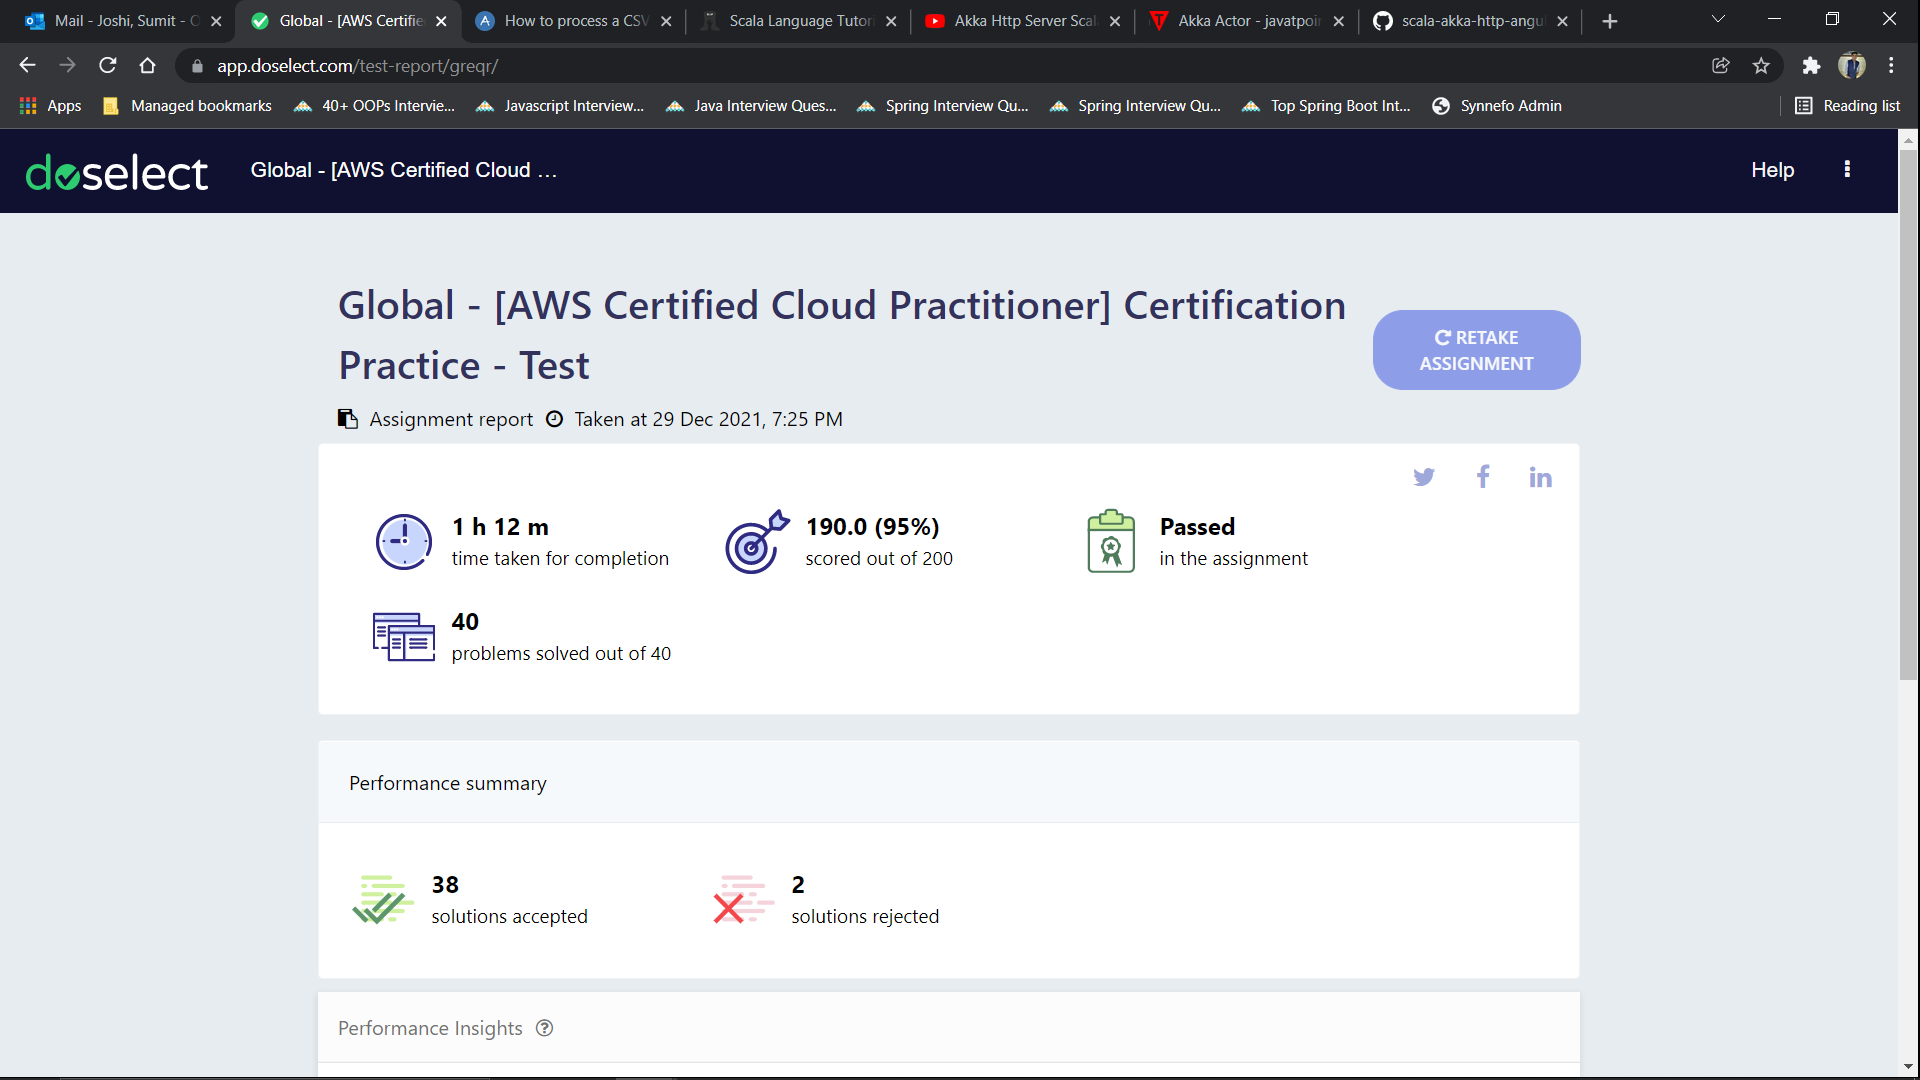 Mail - Joshi, Sumit - O
Global - [AWS Certifie
How to process a CSV
Scala Language Tutori
Akka Http Server Scal
Akka Actor - javatpoin
scala-akka-http-angul
app.doselect.com/test-report/greqr/
Apps
Managed bookmarks
40+ OOPs Intervie...
Javascript Interview...
Java Interview Ques...
Spring Interview Qu...
Spring Interview Qu...
Top Spring Boot Int...
Synnefo Admin
Reading list
doselect
Global - [AWS Certified Cloud ...
Help
Global - [AWS Certified Cloud Practitioner] Certification
Practice - Test
RETAKE
ASSIGNMENT
Assignment report
Taken at 29 Dec 2021, 7:25 PM
1 h 12 m
time taken for completion
190.0 (95%)
scored out of 200
Passed
in the assignment
40
problems solved out of 40
Performance summary
38
solutions accepted
2
solutions rejected
Performance Insights